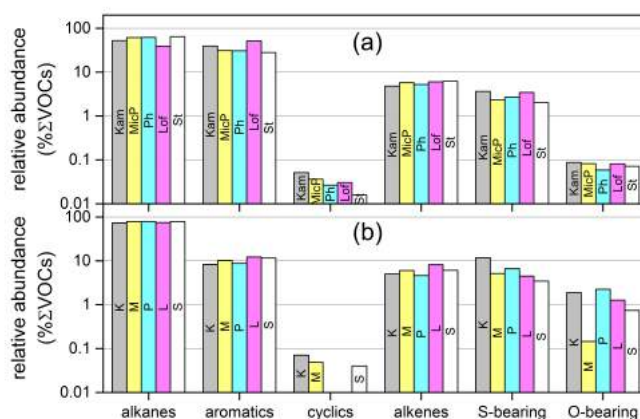 (a)
relative abundance
(%ΣVOCs)
100
10
1
0.1
0.01
Kam MicP Ph Lof St
Kam MicP Ph Lof St
Kam MicP Ph Lof St
Kam MicP Ph Lof St
Kam MicP Ph Lof St
Kam MicP Ph Lof St
(b)
relative abundance
(%ΣVOCs)
100
10
1
0.1
0.01
K M P L S
K M P L S
K M S
K M P L S
K M P L S
K M P L S
alkanes aromatics cyclics alkenes S-bearing O-bearing